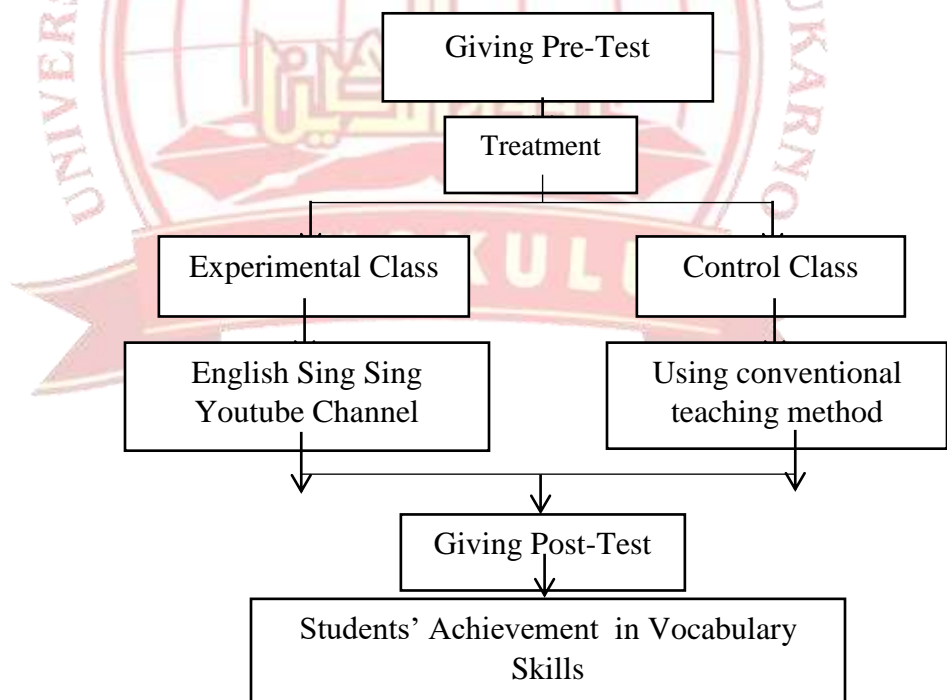 Giving Pre-Test
Treatment
Experimental Class
Control Class
English Sing Sing
Youtube Channel
Using conventional
teaching method
Giving Post-Test
Students’ Achievement in Vocabulary
Skills